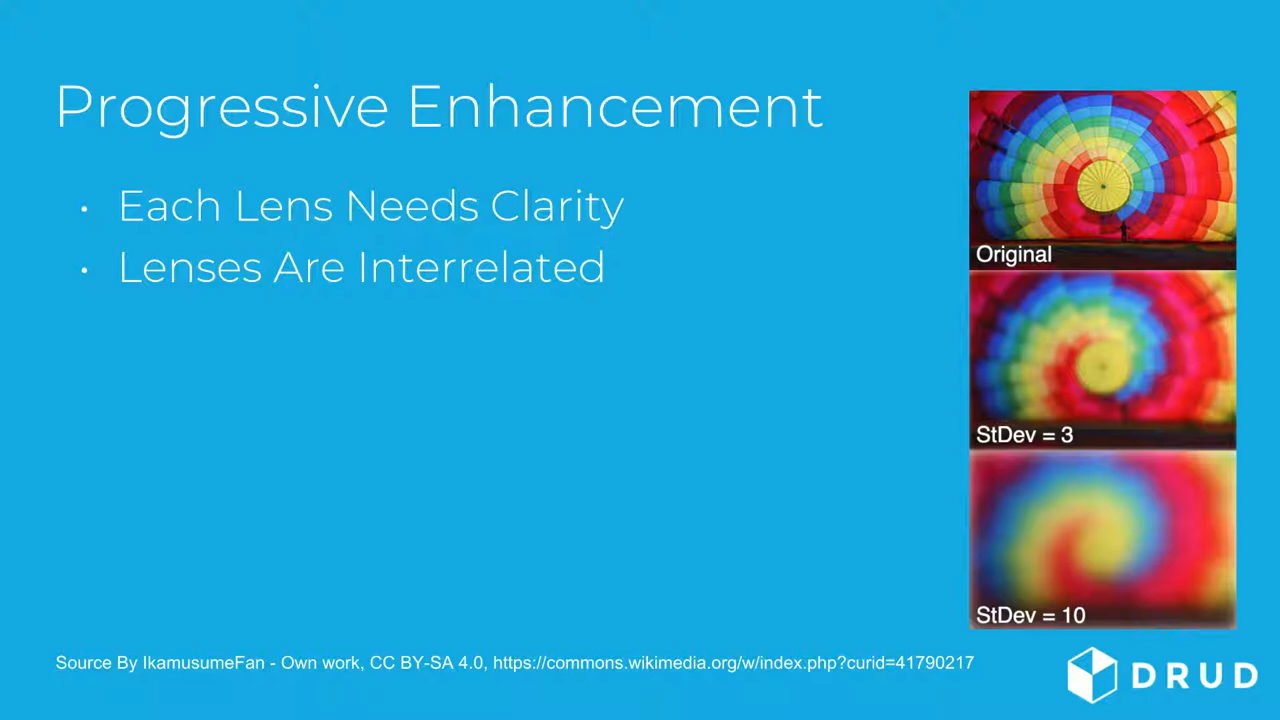 Progressive Enhancement
• Each Lens Needs Clarity
• Lenses Are Interrelated
Original
StDev = 3
StDev = 10
Source By IkamusumeFan - Own work, CC BY-SA 4.0, https://commons.wikimedia.org/w/index.php?curid=41790217
DRUD